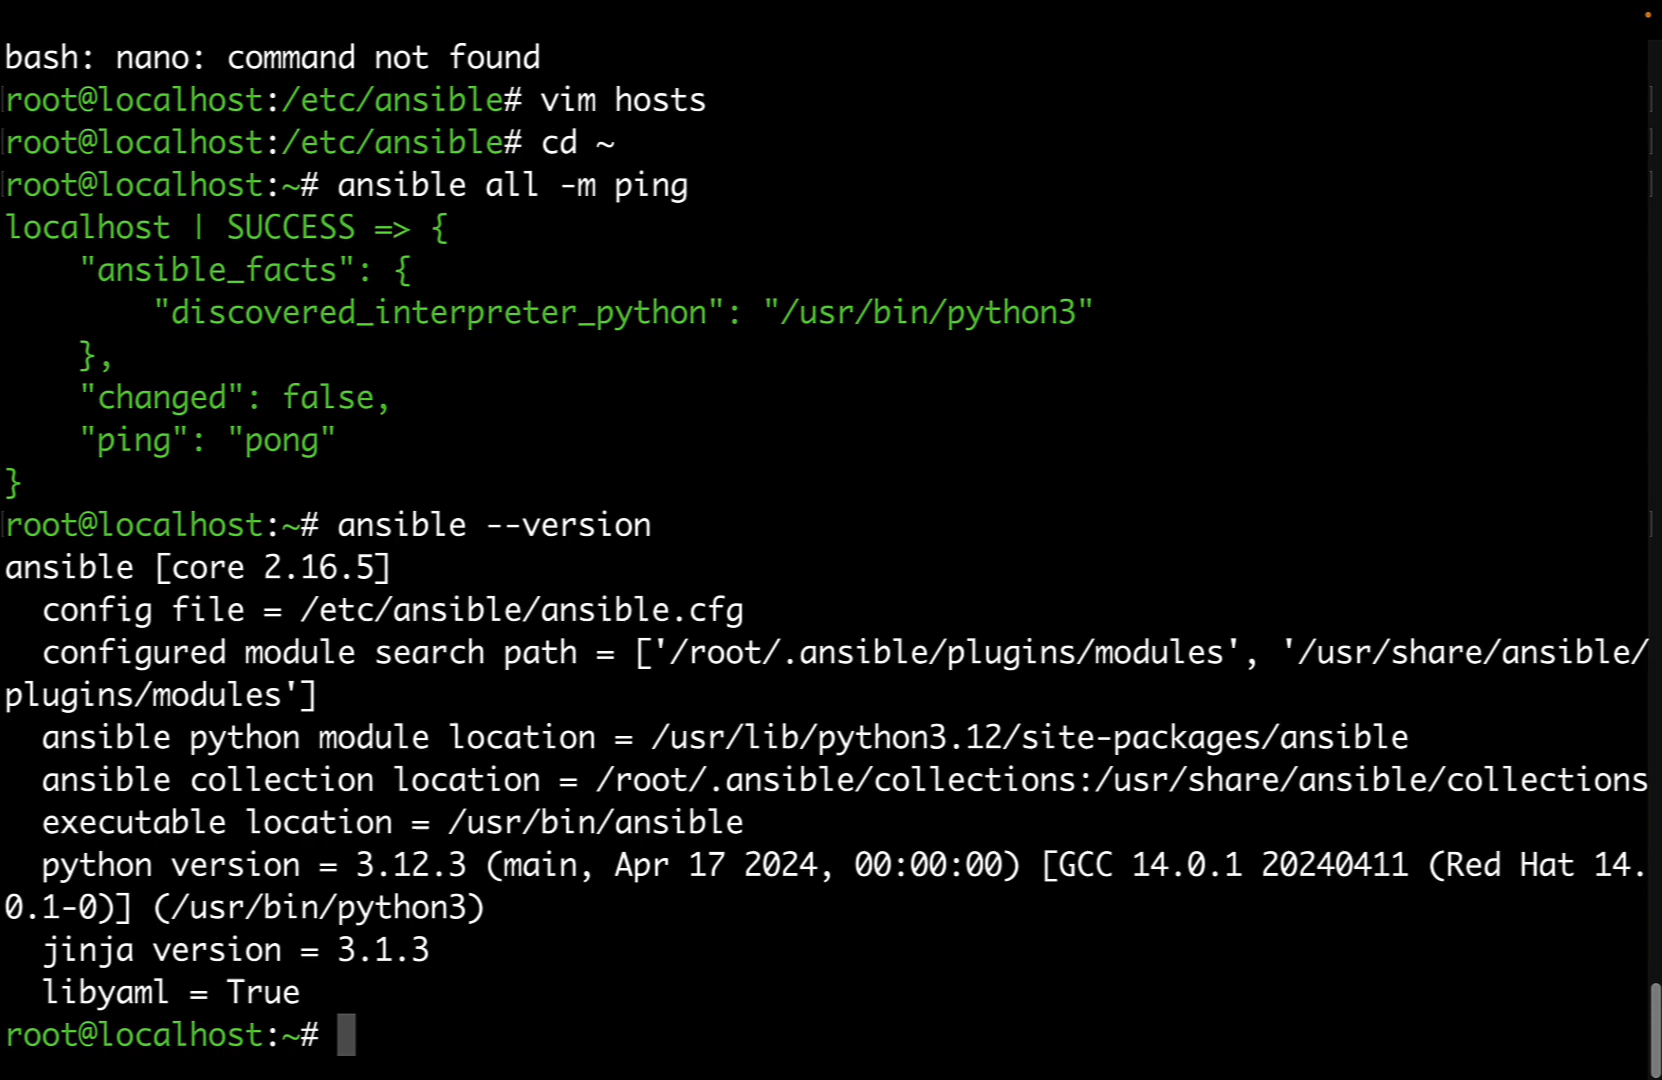 bash: nano: command not found
root@localhost:/etc/ansible# vim hosts
root@localhost:/etc/ansible# cd ~
root@localhost:~# ansible all -m ping
localhost | SUCCESS => {
    "ansible_facts": {
        "discovered_interpreter_python": "/usr/bin/python3"
    },
    "changed": false,
    "ping": "pong"
}
root@localhost:~# ansible --version
ansible [core 2.16.5]
  config file = /etc/ansible/ansible.cfg
  configured module search path = ['/root/.ansible/plugins/modules', '/usr/share/ansible/
plugins/modules']
  ansible python module location = /usr/lib/python3.12/site-packages/ansible
  ansible collection location = /root/.ansible/collections:/usr/share/ansible/collections
  executable location = /usr/bin/ansible
  python version = 3.12.3 (main, Apr 17 2024, 00:00:00) [GCC 14.0.1 20240411 (Red Hat 14.
0.1-0)] (/usr/bin/python3)
  jinja version = 3.1.3
  libyaml = True
root@localhost:~#